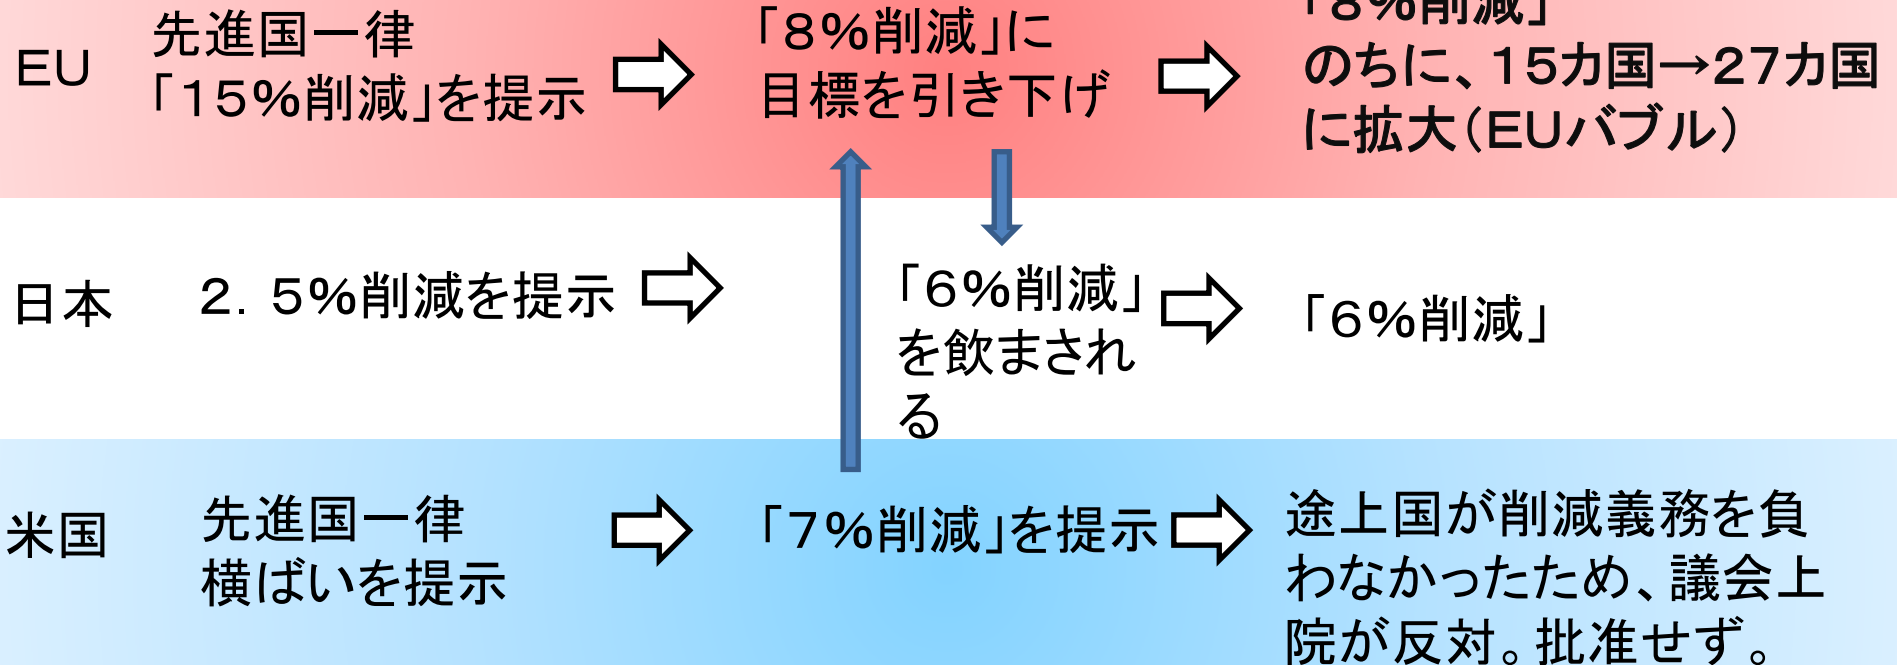 EU
先進国一律
「15%削減」を提示
「8%削減」に
目標を引き下げ
「8%削減」
のちに、15カ国→27カ国
に拡大(EUバブル)
日本
2. 5%削減を提示
「6%削減」
を飲まされ
る
「6%削減」
米国
先進国一律
横ばいを提示
「7%削減」を提示
途上国が削減義務を負
わなかったため、議会上
院が反対。批准せず。